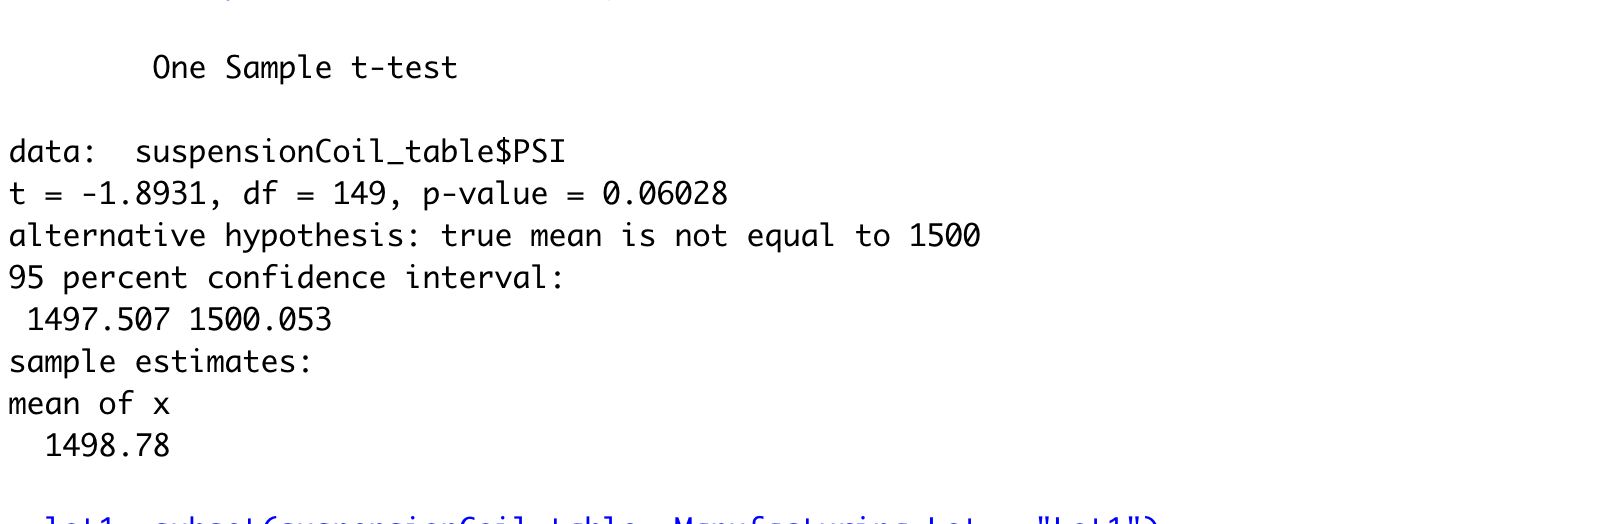 One Sample t-test
data:  suspensionCoil_table$PSI
t = -1.8931, df = 149, p-value = 0.06028
alternative hypothesis: true mean is not equal to 1500
95 percent confidence interval:
 1497.507 1500.053
sample estimates:
mean of x
  1498.78